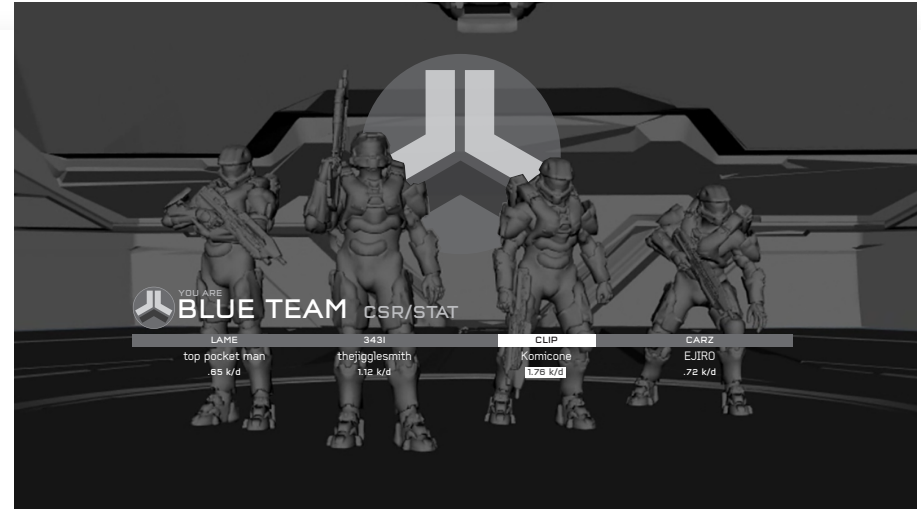 YOU ARE
BLUE TEAM CSR/STAT
LAME 343I CLIP CARZ
top pocket man thejigglesmith Komicone EJIRO
.65 k/d 1.12 k/d 1.76 k/d .72 k/d